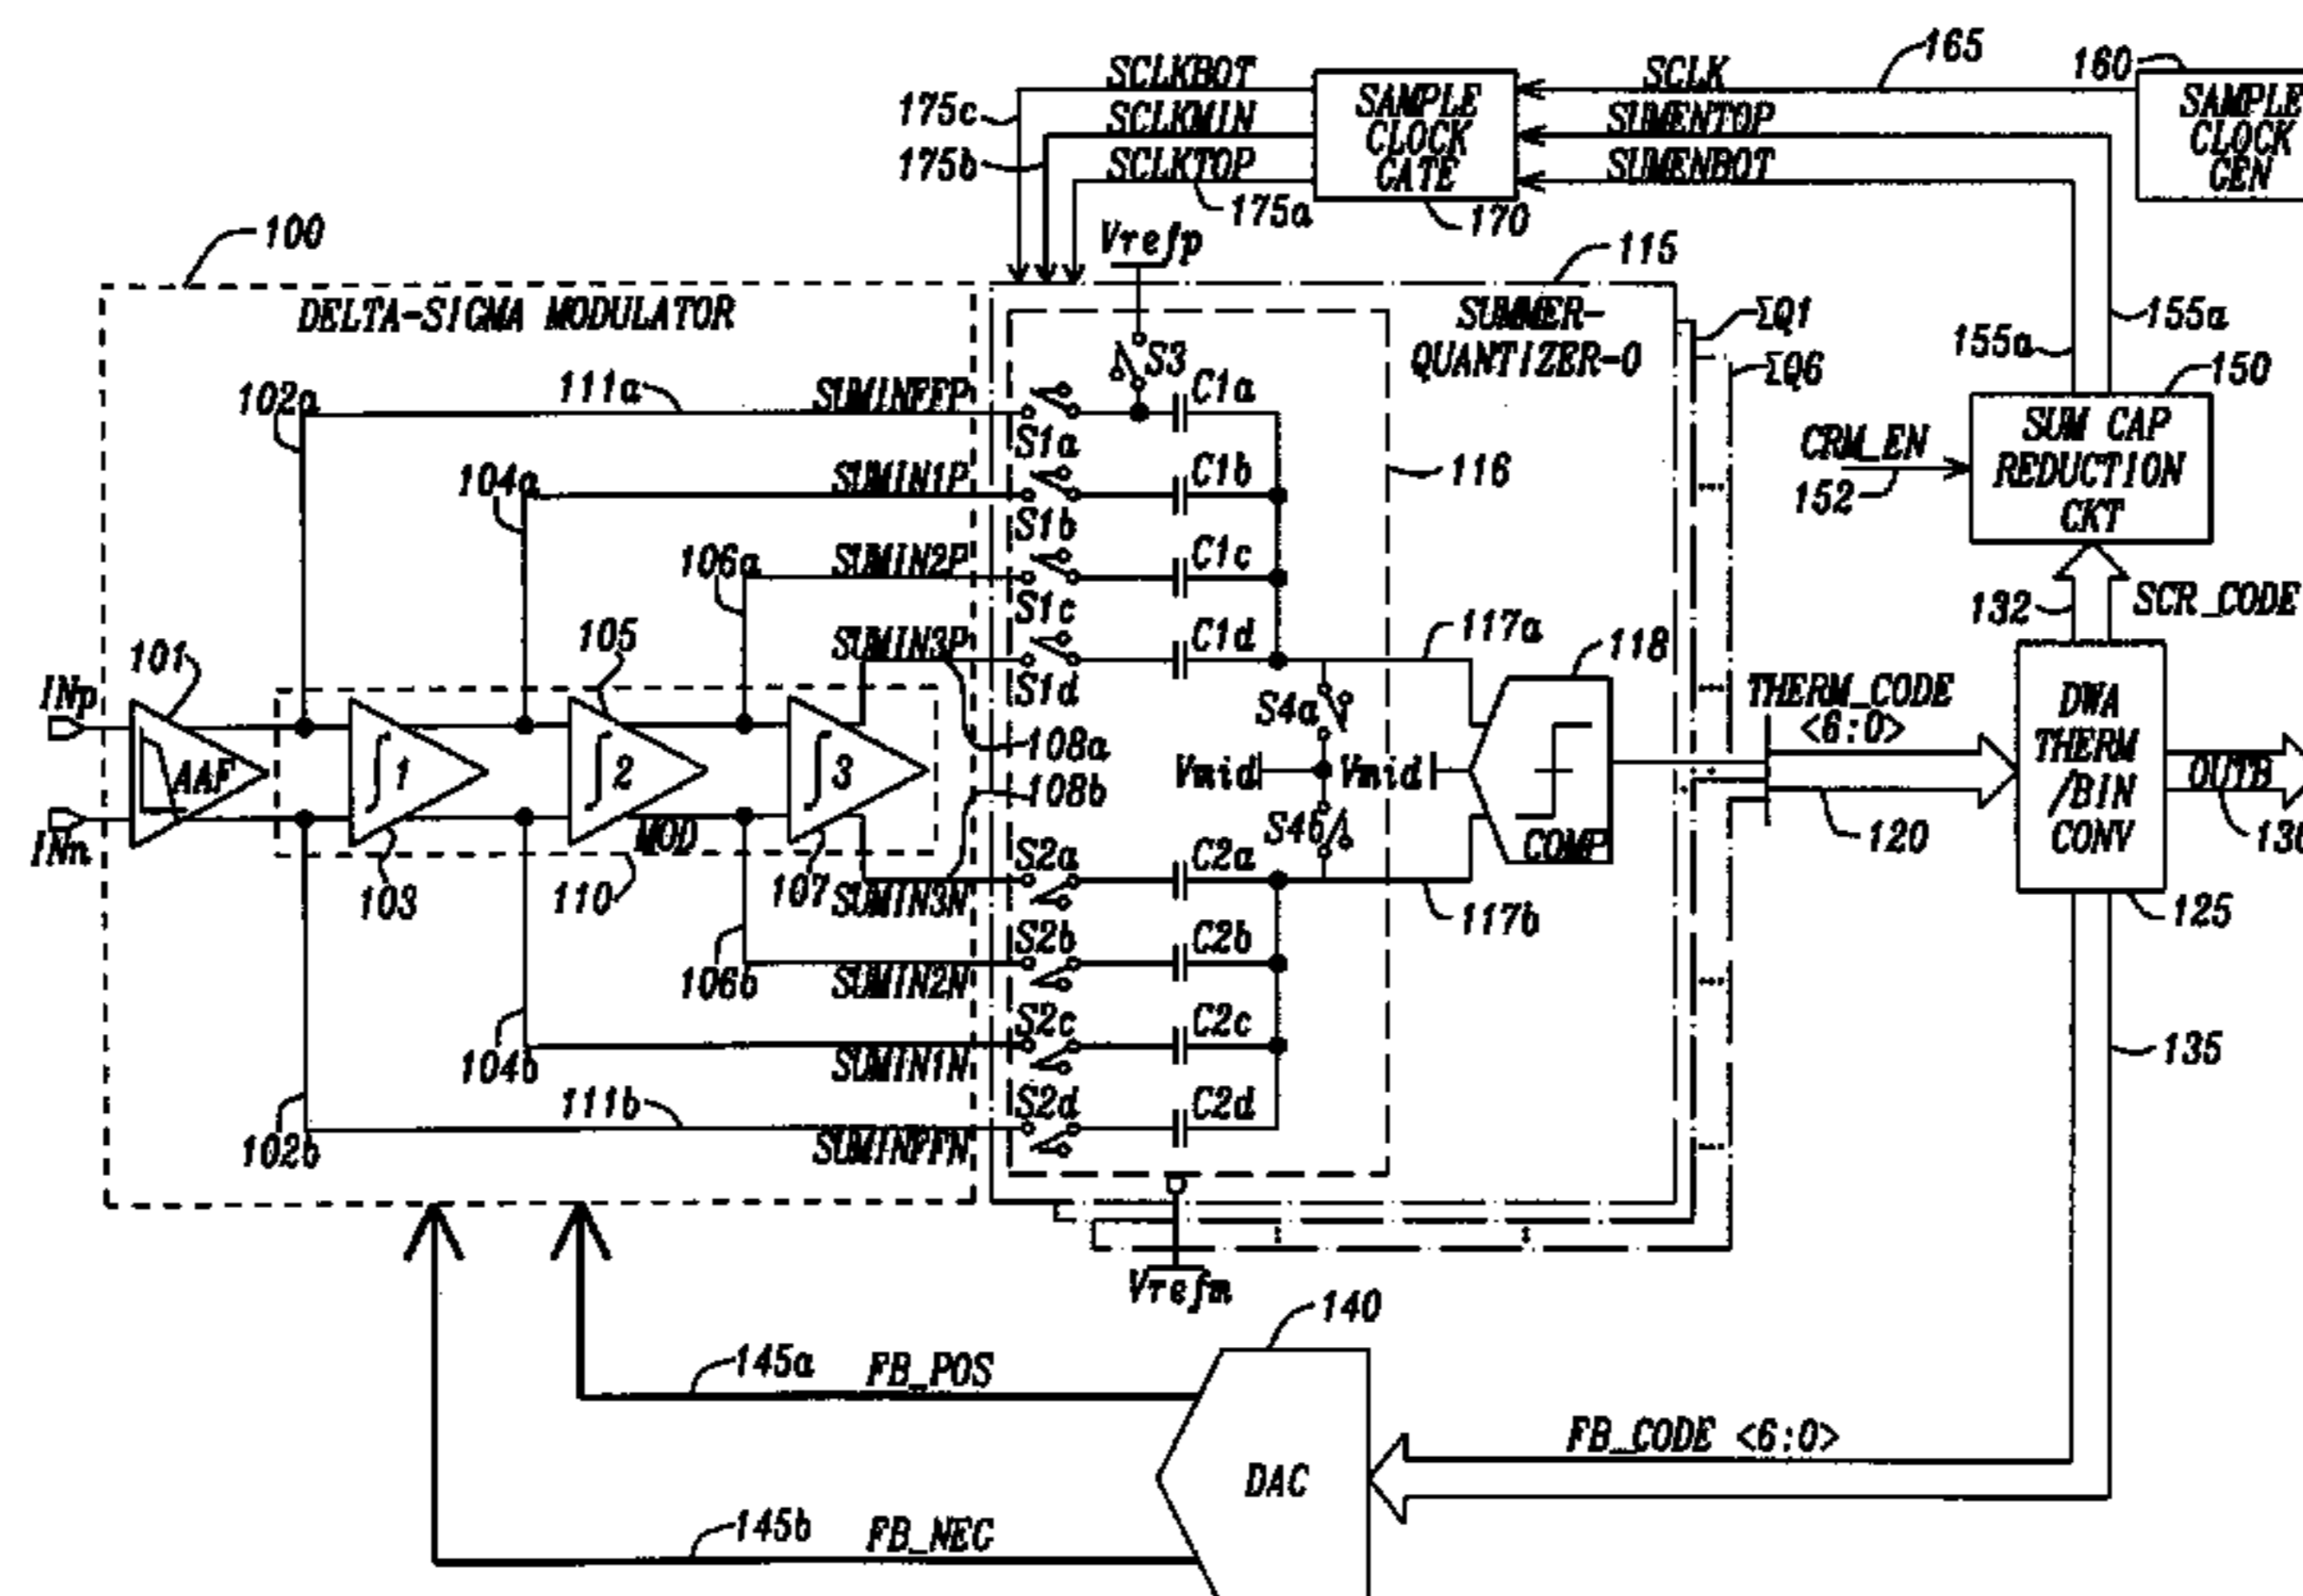 SCLKBOT
SCLK
165
160
175c
SCLKMIN
SAMPLE
CLOCK
GATE
SUMENTOP
SAMPLE
CLOCK
GEN
175b
SCLKTOP
SUMENBOT
175a
170
100
Vrefp
115
DELTA-SIGMA MODULATOR
SUMMER-
QUANTIZER-0
ΣQ1
ΣQ6
155a
155a
150
S3
102a
111a
SUMINFFP
C1a
SUM CAP
REDUCTION
CKT
CRM_EN
152
S1a
104a
SUMIN1P
C1b
116
S1b
106a
SUMIN2P
C1c
S1c
132
SCR_CODE
105
SUMIN3P
C1d
117a
118
101
S1d
INp
THERM_CODE
<6:0>
DWA
THERM
/BIN
CONV
S4a
108a
AAF
1
2
3
Vmid
Vmid
OUTB
108b
S4b
INn
MOD
COMP
120
130
103
110
107
S2a
C2a
SUMIN3N
117b
125
S2b
C2b
106b
SUMIN2N
S2c
C2c
104b
SUMIN1N
135
111b
S2d
C2d
102b
SUMINFFN
Vrefm
140
145a
FB_POS
FB_CODE <6:0>
DAC
145b
FB_NEG